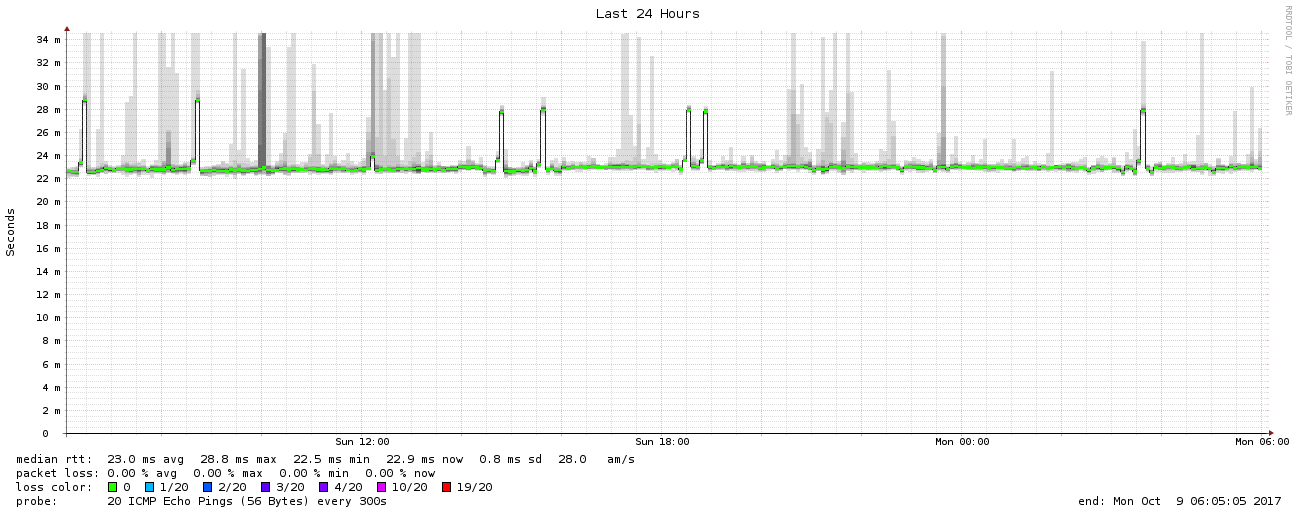 Last 24 Hours
RRDTOOL / TOBI OETIKER
Seconds
34 m
32 m
30 m
28 m
26 m
24 m
22 m
20 m
18 m
16 m
14 m
12 m
10 m
8 m
6 m
4 m
2 m
0
Sun 12:00 Sun 18:00 Mon 00:00 Mon 06:00
median rtt: 23.0 ms avg 28.8 ms max 22.5 ms min 22.9 ms now 0.8 ms sd 28.0 am/s
packet loss: 0.00 % avg 0.00 % max 0.00 % min 0.00 % now
loss color: 0 1/20 2/20 3/20 4/20 10/20 19/20
probe: 20 ICMP Echo Pings (56 Bytes) every 300s end: Mon Oct 9 06:05:05 2017